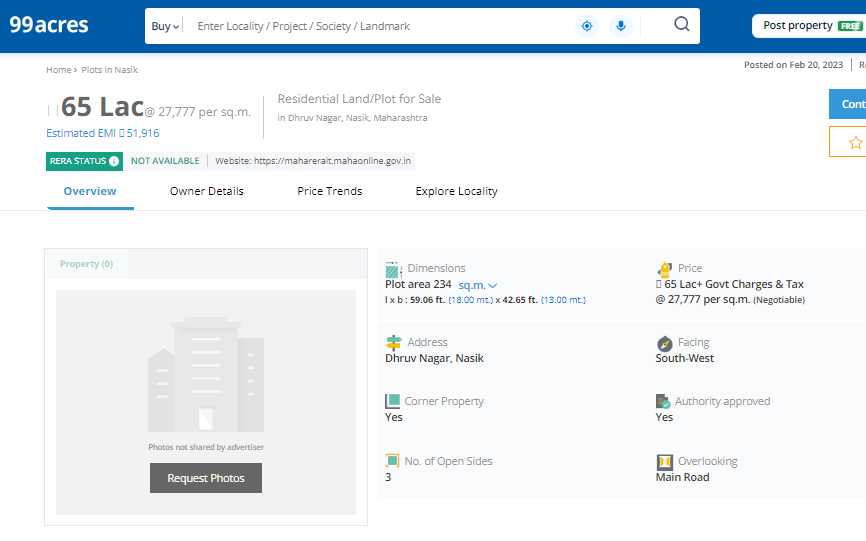 99acres
Buy
Enter Locality / Project / Society / Landmark
Post property FREE
Home › Plots in Nasik
Posted on Feb 20, 2023 | R
65 Lac @ 27,777 per sq.m.
Estimated EMI 51,916
Residential Land/Plot for Sale
in Dhruv Nagar, Nasik, Maharashtra
Cont
RERA STATUS i NOT AVAILABLE | Website: https://maharerait.mahaonline.gov.in
Overview Owner Details Price Trends Explore Locality
Property (0)
Photos not shared by advertiser
Request Photos
Dimensions
Plot area 234 sq.m.
l x b : 59.06 ft. (18.00 mt.) x 42.65 ft. (13.00 mt.)
Price
65 Lac+ Govt Charges & Tax
@ 27,777 per sq.m. (Negotiable)
Address
Dhruv Nagar, Nasik
Facing
South-West
Corner Property
Yes
Authority approved
Yes
No. of Open Sides
3
Overlooking
Main Road